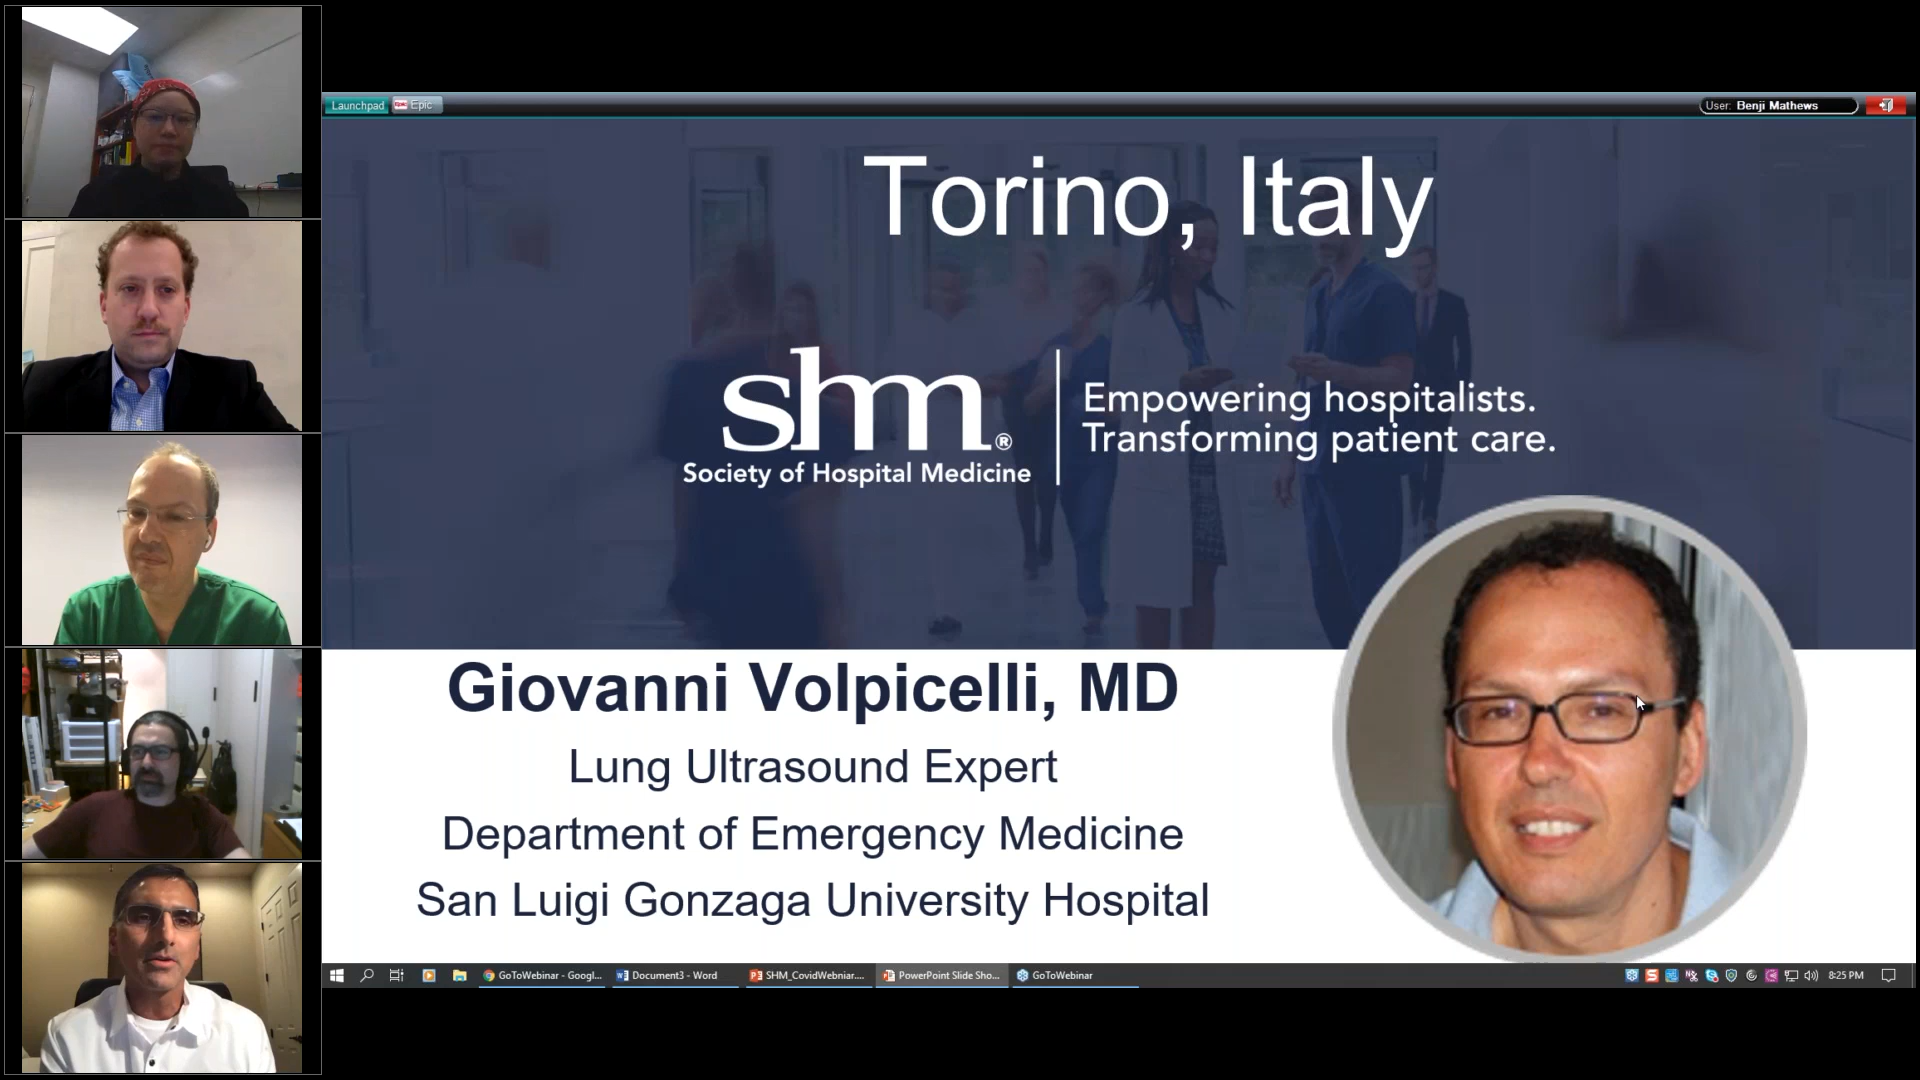 Launchpad
Epic Epic
User: Benji Mathews
Torino, Italy
shm®
Society of Hospital Medicine
Empowering hospitalists.
Transforming patient care.
Giovanni Volpicelli, MD
Lung Ultrasound Expert
Department of Emergency Medicine
San Luigi Gonzaga University Hospital
GoToWebinar - Googl...
Document3 - Word
SHM_CovidWebniar....
PowerPoint Slide Sho...
GoToWebinar
8:25 PM